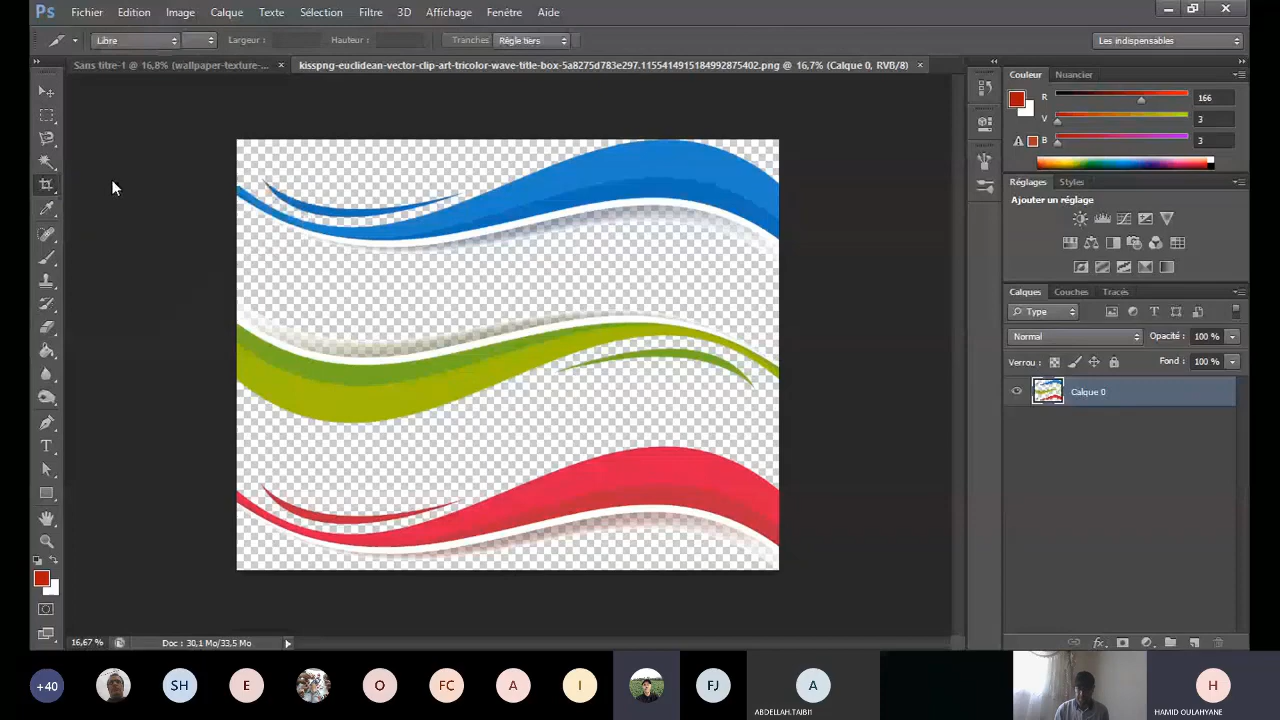 Ps Fichier Edition Image Calque Texte Sélection Filtre 3D Affichage Fenêtre Aide
Libre Largeur : Hauteur : Tranches Règle tiers Les indispensables
Sans titre-1 @ 16,8% (wallpaper-texture-... × kisspng-euclidean-vector-clip-art-tricolor-wave-title-box-5a8275d783e297.1155414915184992875402.png @ 16,7% (Calque 0, RVB/8) ×
Couleur Nuancier
R 166
V 3
B 3
Réglages Styles
Ajouter un réglage
Calques Couches Tracés
Type
Normal Opacité : 100 %
Verrou : Fond : 100 %
Calque 0
16,67 % Doc : 30,1 Mo/33,5 Mo
+40 SH E O FC A I FJ A H
ABDELLAH.TAIBI1 HAMID OULAHYANE